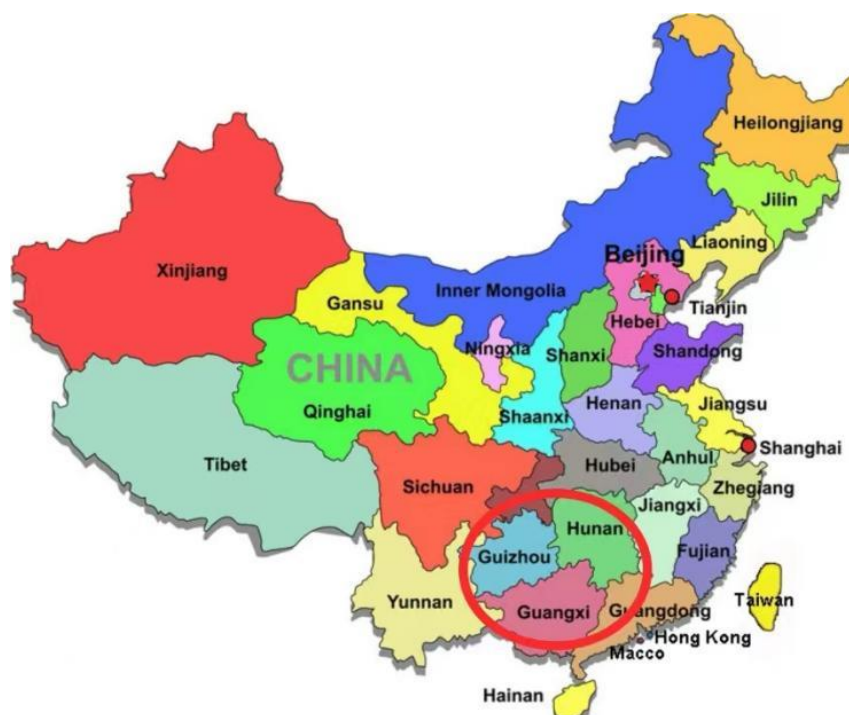 Heilongjiang
Jilin
Liaoning
Beijing
Xinjiang
Inner Mongolia
Gansu
Tianjin
Hebei
Ningxia
Shanxi
Shandong
CHINA
Qinghai
Shaanxi
Henan
Jiangsu
Shanghai
Tibet
Sichuan
Hubei
Anhul
Zhegiang
Jiangxi
Hunan
Guizhou
Fujian
Yunnan
Guangxi
Guangdong
Taiwan
Hong Kong
Macco
Hainan